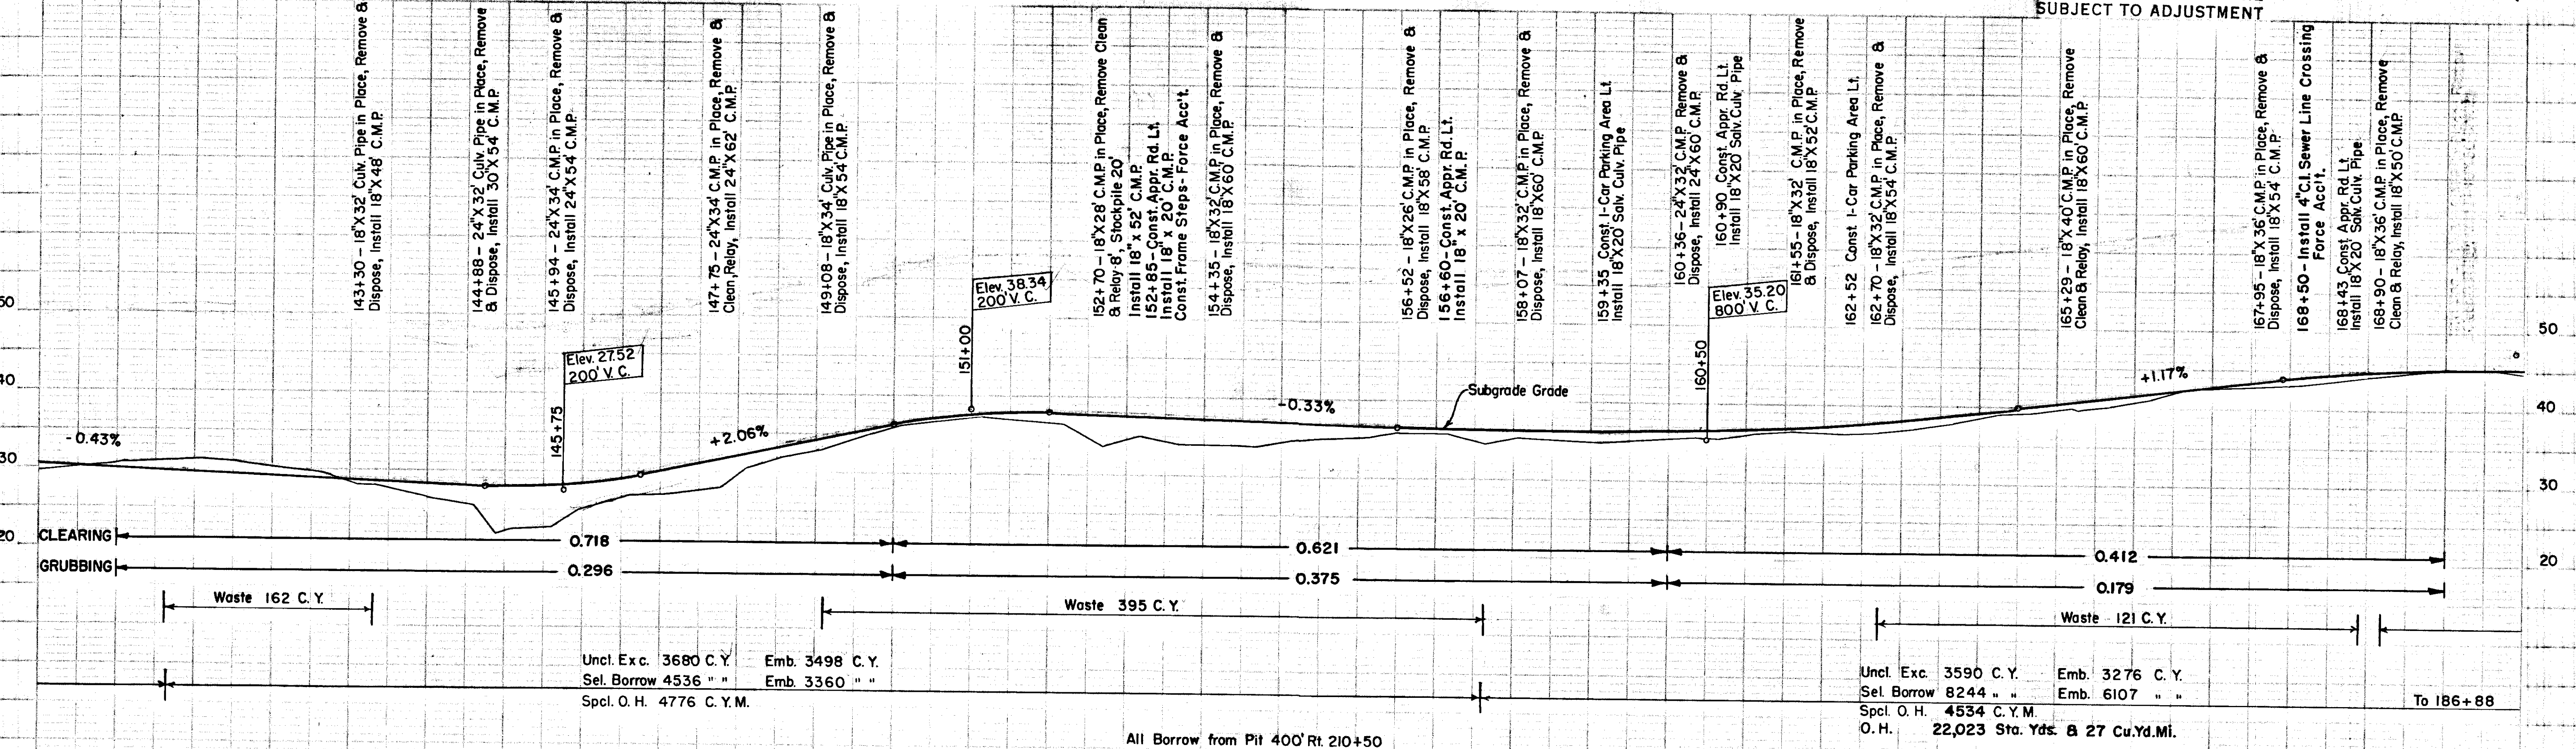 SUBJECT TO ADJUSTMENT
143+30 – 18"X32' Culv. Pipe in Place, Remove &
Dispose, Install 18"X48' C.M.P.
144+88 – 24"X32' Culv. Pipe in Place, Remove
& Dispose, Install 30"X54' C.M.P.
145+94 – 24"X34' C.M.P. in Place, Remove &
Dispose, Install 24"X54' C.M.P.
147+75 – 24"X34' C.M.P. in Place, Remove &
Clean, Relay, Install 24"X62' C.M.P.
149+08 – 18"X34' Culv. Pipe in Place, Remove &
Dispose, Install 18"X54' C.M.P.
152+70 – 18"X28' C.M.P. in Place, Remove Clean
& Relay 8', Stockpile 20'
Install 18" x 52' C.M.P.
152+85 – Const. Appr. Rd. Lt.
Install 18" x 20' C.M.P.
Const. Frame Steps - Force Acc't.
154+35 – 18"X32' C.M.P. in Place, Remove &
Dispose, Install 18"X60' C.M.P.
156+52 – 18"X26' C.M.P. in Place, Remove &
Dispose, Install 18"X58' C.M.P.
156+60 – Const. Appr. Rd. Lt.
Install 18" x 20' C.M.P.
158+07 – 18"X32' C.M.P. in Place, Remove &
Dispose, Install 18"X60' C.M.P.
159+35 Const. 1-Car Parking Area Lt.
Install 18"X20' Salv. Culv. Pipe
160+36 – 24"X32' C.M.P. Remove &
Dispose, Install 24"X60' C.M.P.
160+90 Const. Appr. Rd. Lt.
Install 18"X20' Salv. Culv. Pipe
161+55 – 18"X32' C.M.P. in Place, Remove
& Dispose, Install 18"X52' C.M.P.
162+52 Const. 1-Car Parking Area Lt.
162+70 – 18"X32' C.M.P. in Place, Remove &
Dispose, Install 18"X54' C.M.P.
165+29 – 18"X40' C.M.P. in Place, Remove
Clean & Relay, Install 18"X60' C.M.P.
167+95 – 18"X36' C.M.P. in Place, Remove &
Dispose, Install 18"X54' C.M.P.
168+50 – Install 4" C.I. Sewer Line Crossing
Force Acc't.
168+43 Const. Appr. Rd. Lt.
Install 18"X20' Salv. Culv. Pipe.
168+90 – 18"X36' C.M.P. in Place, Remove
Clean & Relay, Install 18"X50' C.M.P.
50
40
30
20
Elev. 27.52
200' V. C.
145+75
Elev. 38.34
200' V. C.
151+00
Elev. 35.20
800' V. C.
160+50
Subgrade Grade
-0.43%
+2.06%
-0.33%
+1.17%
50
40
30
20
CLEARING 0.718 0.621 0.412
GRUBBING 0.296 0.375 0.179
Waste 162 C. Y.
Waste 395 C. Y.
Waste 121 C. Y.
Uncl. Exc. 3680 C. Y. Emb. 3498 C. Y.
Sel. Borrow 4536 " " Emb. 3360 " "
Spcl. O. H. 4776 C. Y. M.
Uncl. Exc. 3590 C. Y. Emb. 3276 C. Y.
Sel. Borrow 8244 " " Emb. 6107 " "
Spcl. O. H. 4534 C. Y. M.
O. H. 22,023 Sta. Yds. & 27 Cu.Yd.Mi.
To 186+88
All Borrow from Pit 400' Rt. 210+50